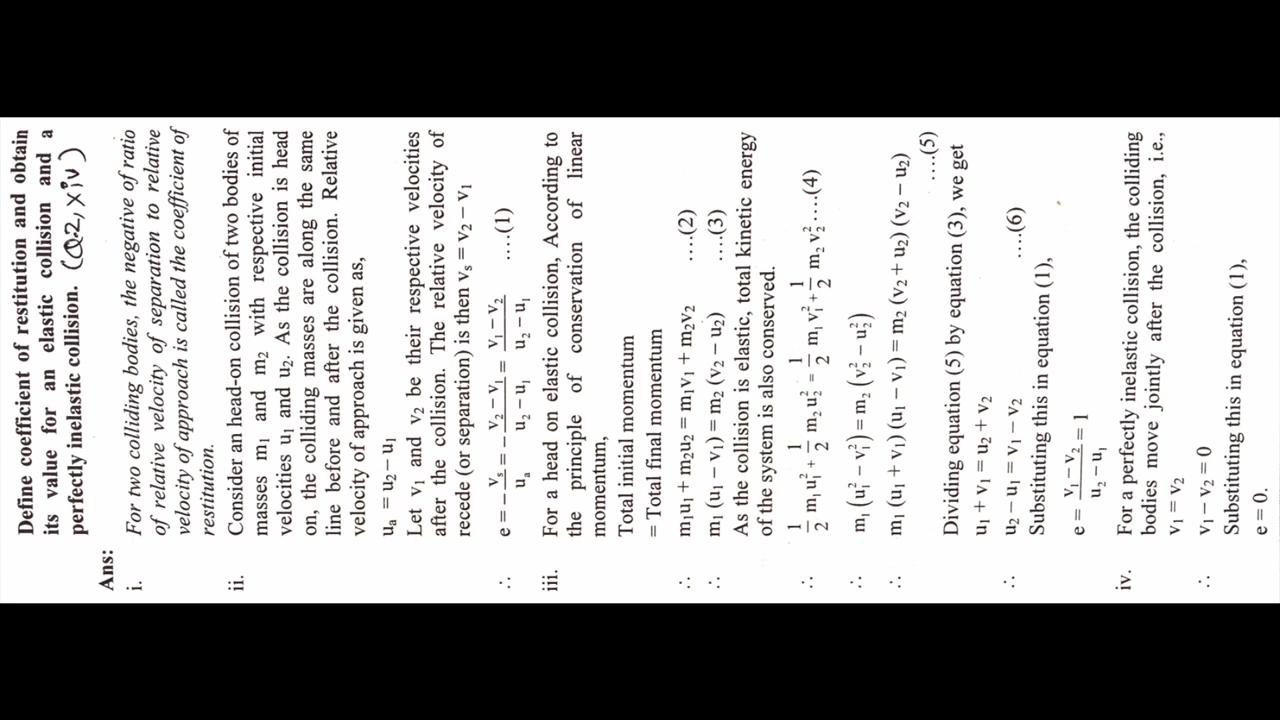 Define coefficient of restitution and obtain
its value for an elastic collision and a
perfectly inelastic collision. (Q.2, xiv)
Ans:
i. For two colliding bodies, the negative of ratio
of relative velocity of separation to relative
velocity of approach is called the coefficient of
restitution.
ii. Consider an head-on collision of two bodies of
masses m₁ and m₂ with respective initial
velocities u₁ and u₂. As the collision is head
on, the colliding masses are along the same
line before and after the collision. Relative
velocity of approach is given as,
uₐ = u₂ – u₁
Let v₁ and v₂ be their respective velocities
after the collision. The relative velocity of
recede (or separation) is then vₛ = v₂ – v₁
∴ e = – vₛ/uₐ = – (v₂ – v₁)/(u₂ – u₁) = (v₁ – v₂)/(u₂ – u₁) ....(1)
iii. For a head on elastic collision, According to
the principle of conservation of linear
momentum,
Total initial momentum
= Total final momentum
∴ m₁u₁ + m₂u₂ = m₁v₁ + m₂v₂ ....(2)
∴ m₁ (u₁ – v₁) = m₂ (v₂ – u₂) ....(3)
As the collision is elastic, total kinetic energy
of the system is also conserved.
∴ 1/2 m₁u₁² + 1/2 m₂u₂² = 1/2 m₁v₁² + 1/2 m₂v₂² ....(4)
∴ m₁ (u₁² – v₁²) = m₂ (v₂² – u₂²)
∴ m₁ (u₁ + v₁) (u₁ – v₁) = m₂ (v₂ + u₂) (v₂ – u₂)
....(5)
Dividing equation (5) by equation (3), we get
u₁ + v₁ = u₂ + v₂
∴ u₂ – u₁ = v₁ – v₂ ....(6)
Substituting this in equation (1),
e = (v₁ – v₂)/(u₂ – u₁) = 1
iv. For a perfectly inelastic collision, the colliding
bodies move jointly after the collision, i.e.,
v₁ = v₂
∴ v₁ – v₂ = 0
Substituting this in equation (1),
e = 0.